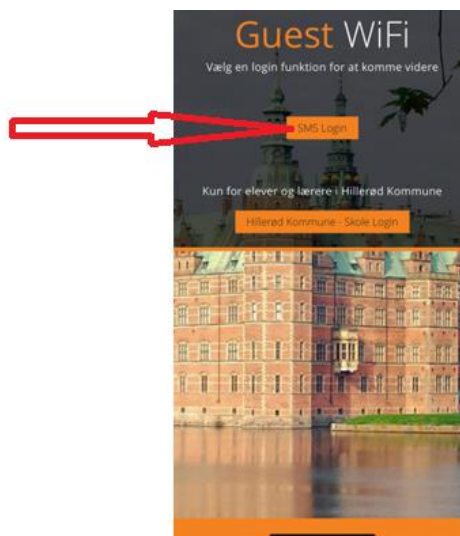 Guest WiFi
Vælg en login funktion for at komme videre
SMS Login
Kun for elever og lærere i Hillerød Kommune
Hillerød Kommune - Skole Login